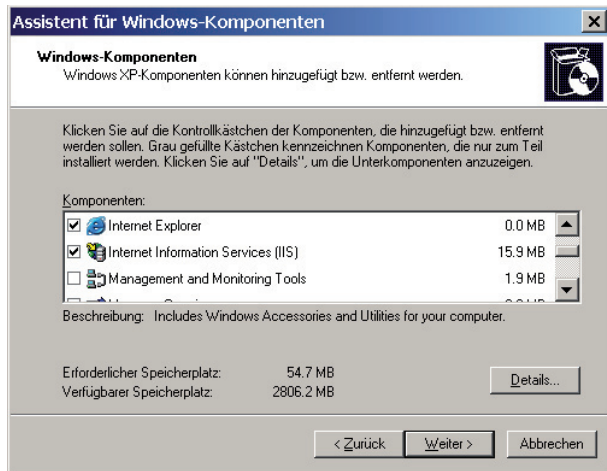 Assistent für Windows-Komponenten
Windows-Komponenten
Windows XP-Komponenten können hinzugefügt bzw. entfernt werden.
Klicken Sie auf die Kontrollkästchen der Komponenten, die hinzugefügt bzw. entfernt
werden sollen. Grau gefüllte Kästchen kennzeichnen Komponenten, die nur zum Teil
installiert werden. Klicken Sie auf "Details", um die Unterkomponenten anzuzeigen.
Komponenten:
Internet Explorer 0.0 MB
Internet Information Services (IIS) 15.9 MB
Management and Monitoring Tools 1.9 MB
Beschreibung: Includes Windows Accessories and Utilities for your computer.
Erforderlicher Speicherplatz: 54.7 MB
Verfügbarer Speicherplatz: 2806.2 MB
Details...
< Zurück Weiter > Abbrechen